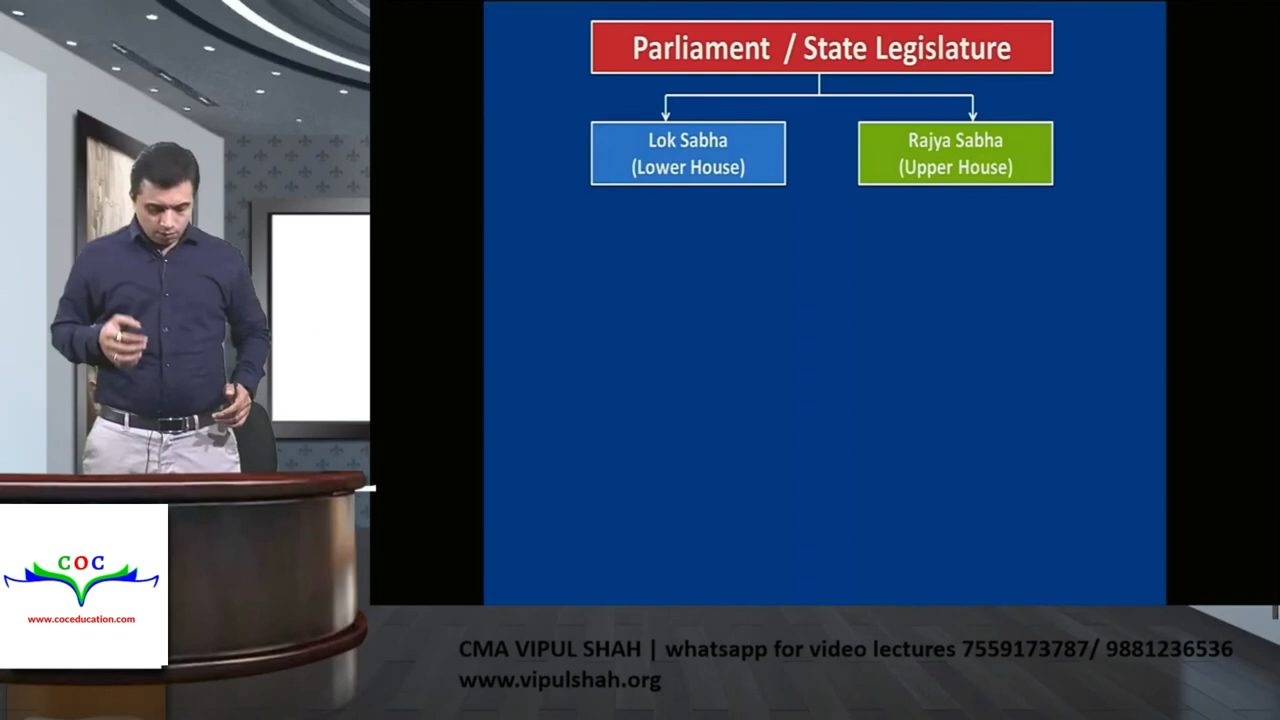 Parliament / State Legislature
Lok Sabha
(Lower House)
Rajya Sabha
(Upper House)
COC
www.coceducation.com
CMA VIPUL SHAH | whatsapp for video lectures 7559173787/ 9881236536
www.vipulshah.org